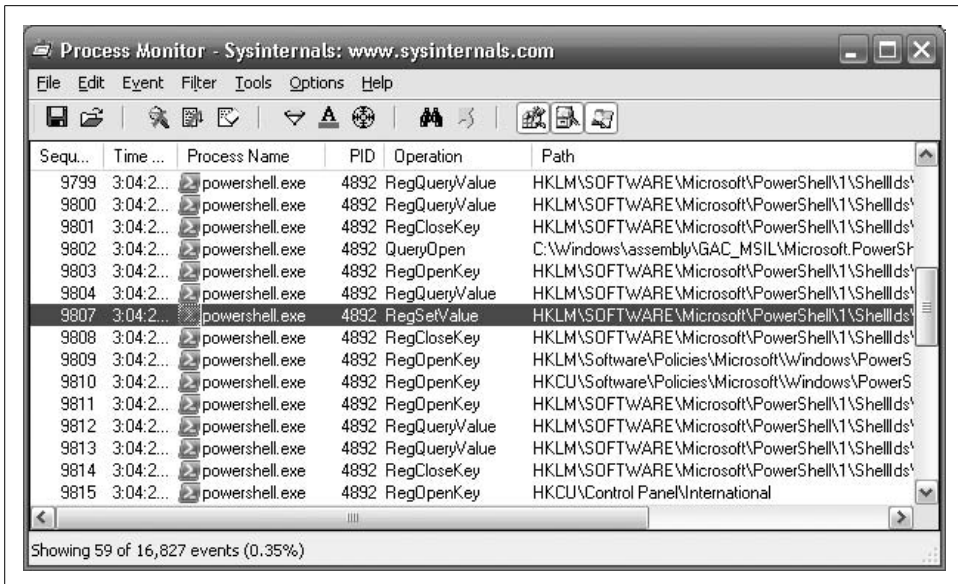 Process Monitor - Sysinternals: www.sysinternals.com
File Edit Event Filter Tools Options Help
Sequ... Time ... Process Name PID Operation Path
9799 3:04:2... powershell.exe 4892 RegQueryValue HKLM\SOFTWARE\Microsoft\PowerShell\1\ShellIds\
9800 3:04:2... powershell.exe 4892 RegQueryValue HKLM\SOFTWARE\Microsoft\PowerShell\1\ShellIds\
9801 3:04:2... powershell.exe 4892 RegCloseKey HKLM\SOFTWARE\Microsoft\PowerShell\1\ShellIds\
9802 3:04:2... powershell.exe 4892 QueryOpen C:\Windows\assembly\GAC_MSIL\Microsoft.PowerSh
9803 3:04:2... powershell.exe 4892 RegOpenKey HKLM\SOFTWARE\Microsoft\PowerShell\1\ShellIds\
9804 3:04:2... powershell.exe 4892 RegQueryValue HKLM\SOFTWARE\Microsoft\PowerShell\1\ShellIds\
9807 3:04:2... powershell.exe 4892 RegSetValue HKLM\SOFTWARE\Microsoft\PowerShell\1\ShellIds\
9808 3:04:2... powershell.exe 4892 RegCloseKey HKLM\SOFTWARE\Microsoft\PowerShell\1\ShellIds\
9809 3:04:2... powershell.exe 4892 RegOpenKey HKLM\Software\Policies\Microsoft\Windows\PowerS
9810 3:04:2... powershell.exe 4892 RegOpenKey HKCU\Software\Policies\Microsoft\Windows\PowerS
9811 3:04:2... powershell.exe 4892 RegOpenKey HKLM\SOFTWARE\Microsoft\PowerShell\1\ShellIds\
9812 3:04:2... powershell.exe 4892 RegQueryValue HKLM\SOFTWARE\Microsoft\PowerShell\1\ShellIds\
9813 3:04:2... powershell.exe 4892 RegQueryValue HKLM\SOFTWARE\Microsoft\PowerShell\1\ShellIds\
9814 3:04:2... powershell.exe 4892 RegCloseKey HKLM\SOFTWARE\Microsoft\PowerShell\1\ShellIds\
9815 3:04:2... powershell.exe 4892 RegOpenKey HKCU\Control Panel\International
Showing 59 of 16,827 events (0.35%)